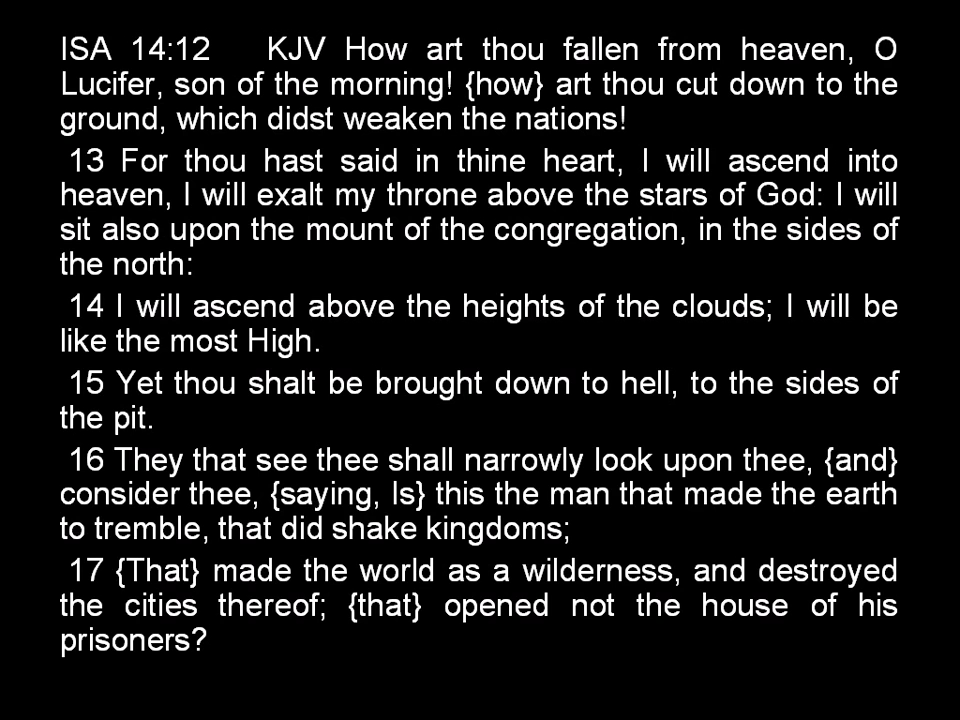 ISA 14:12 KJV How art thou fallen from heaven, O
Lucifer, son of the morning! {how} art thou cut down to the
ground, which didst weaken the nations!
13 For thou hast said in thine heart, I will ascend into
heaven, I will exalt my throne above the stars of God: I will
sit also upon the mount of the congregation, in the sides of
the north:
14 I will ascend above the heights of the clouds; I will be
like the most High.
15 Yet thou shalt be brought down to hell, to the sides of
the pit.
16 They that see thee shall narrowly look upon thee, {and}
consider thee, {saying, Is} this the man that made the earth
to tremble, that did shake kingdoms;
17 {That} made the world as a wilderness, and destroyed
the cities thereof; {that} opened not the house of his
prisoners?